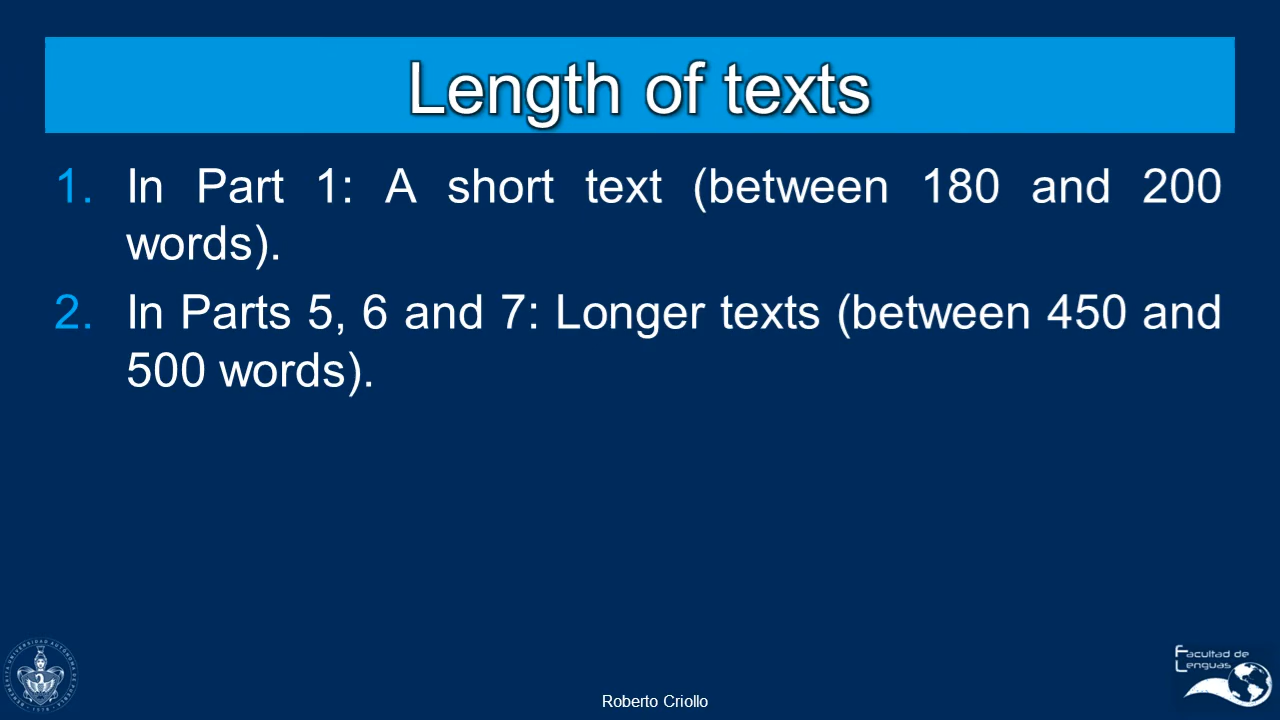 Length of texts
1. In Part 1: A short text (between 180 and 200
words).
2. In Parts 5, 6 and 7: Longer texts (between 450 and
500 words).
Facultad de
Lenguas
Roberto Criollo